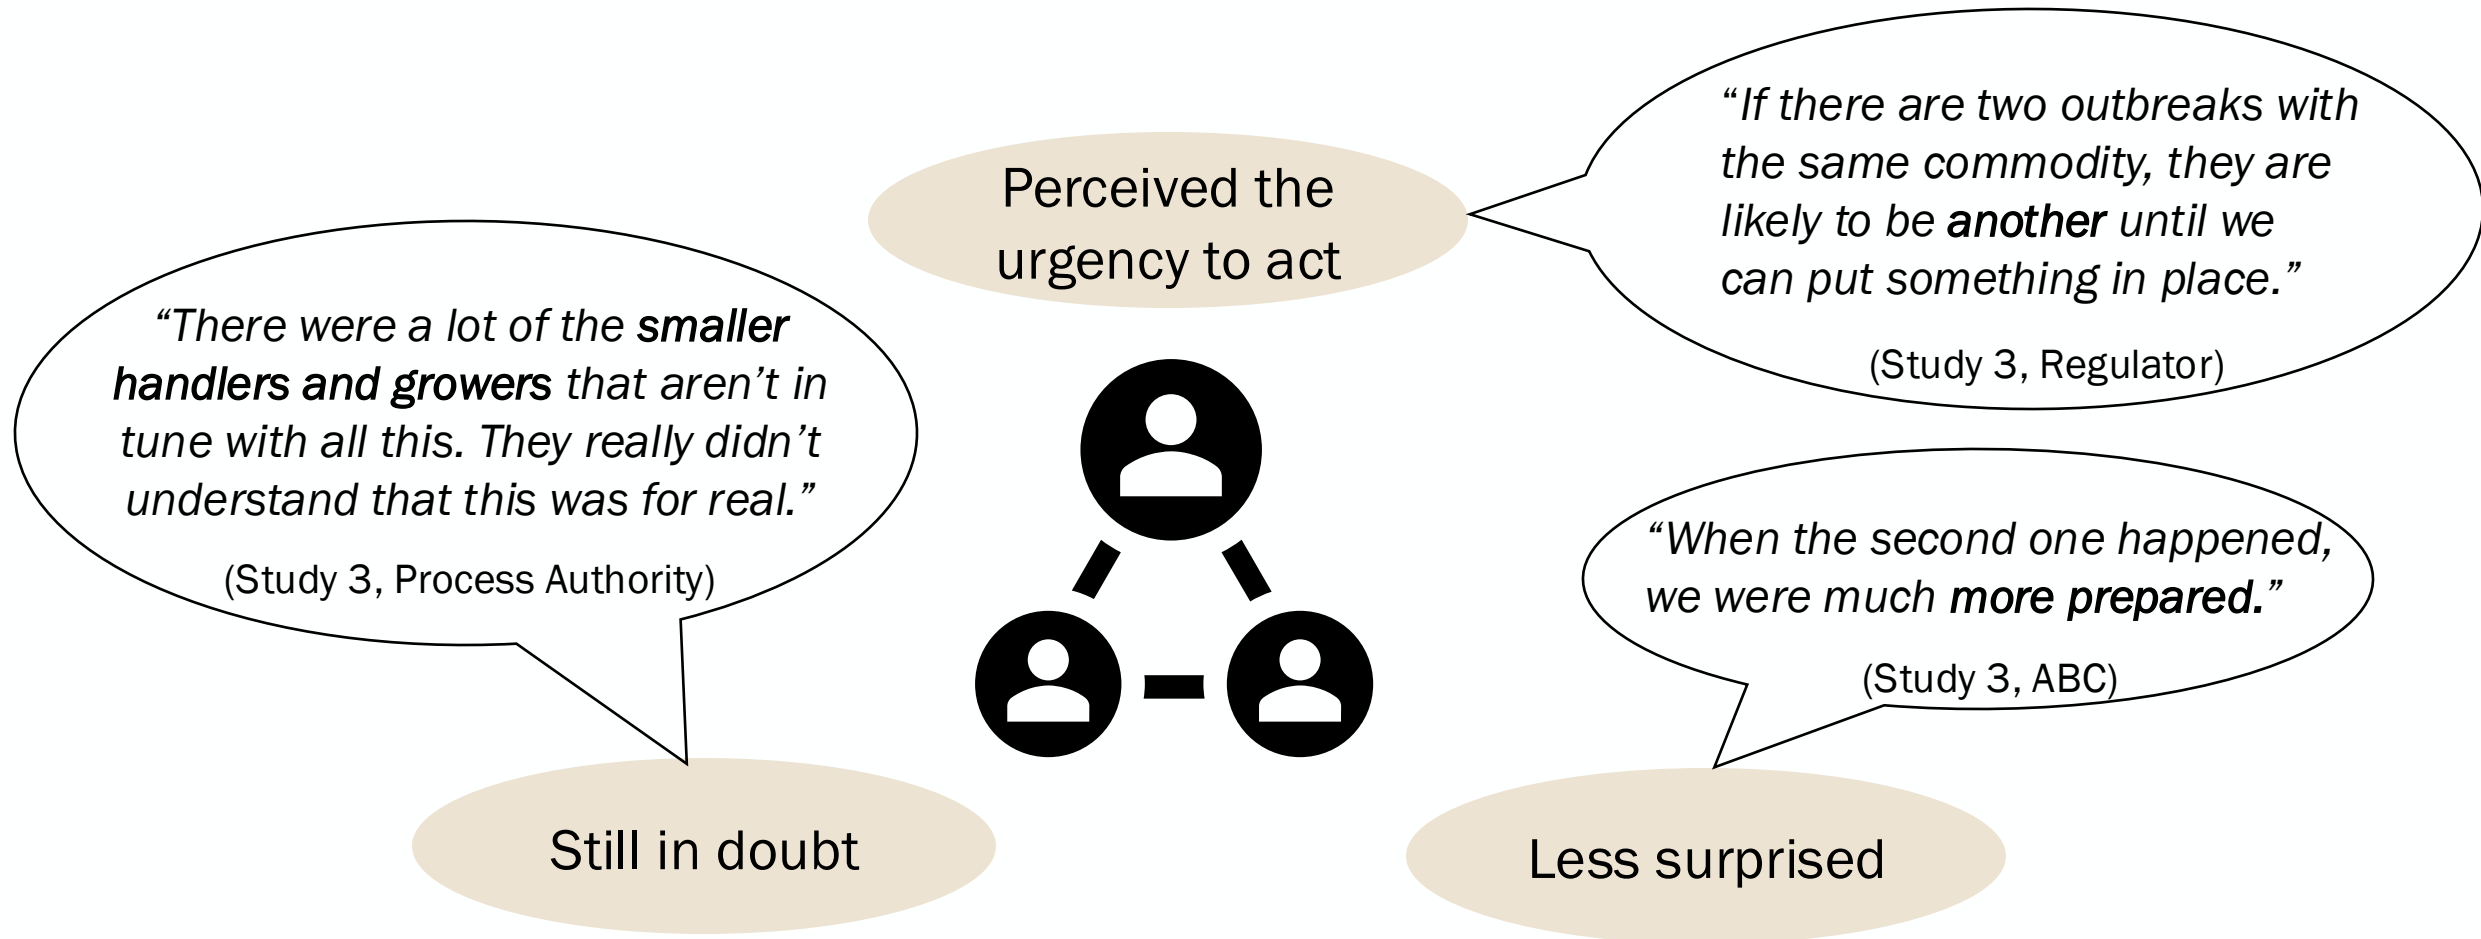 “If there are two outbreaks with
the same commodity, they are
likely to be another until we
can put something in place.”
(Study 3, Regulator)
Perceived the
urgency to act
“There were a lot of the smaller
handlers and growers that aren’t in
tune with all this. They really didn’t
understand that this was for real.”
(Study 3, Process Authority)
“When the second one happened,
we were much more prepared.”
(Study 3, ABC)
Still in doubt
Less surprised